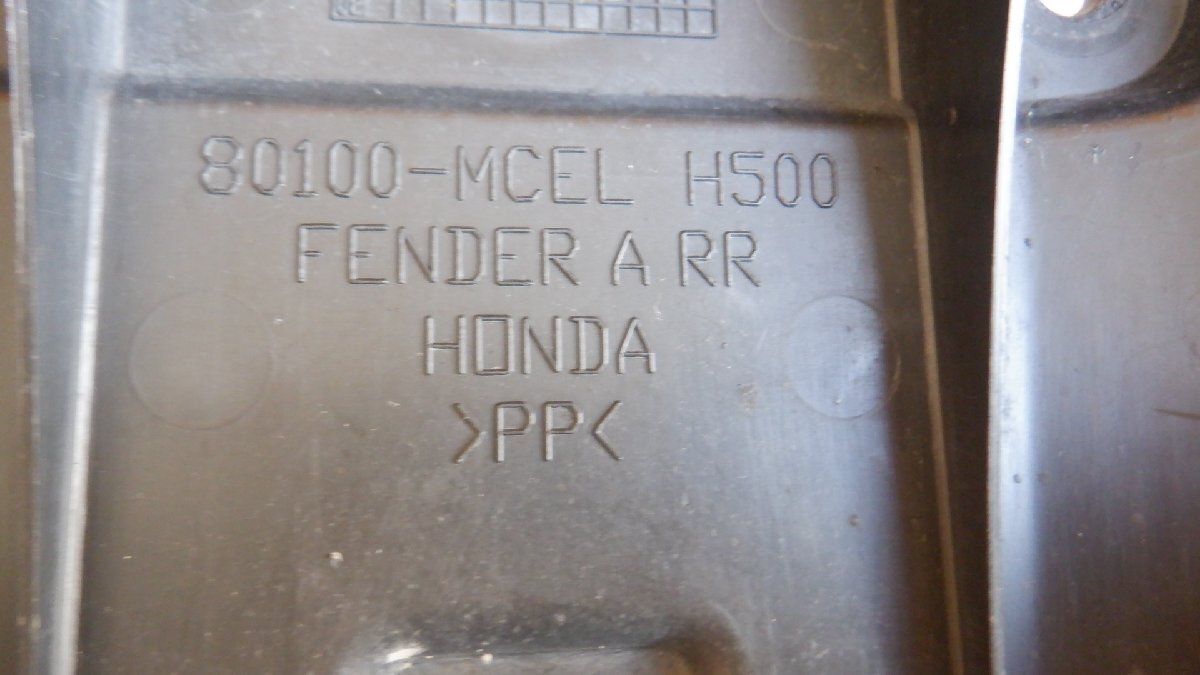 80100-MCEL H500
FENDER A RR
HONDA
>PP<